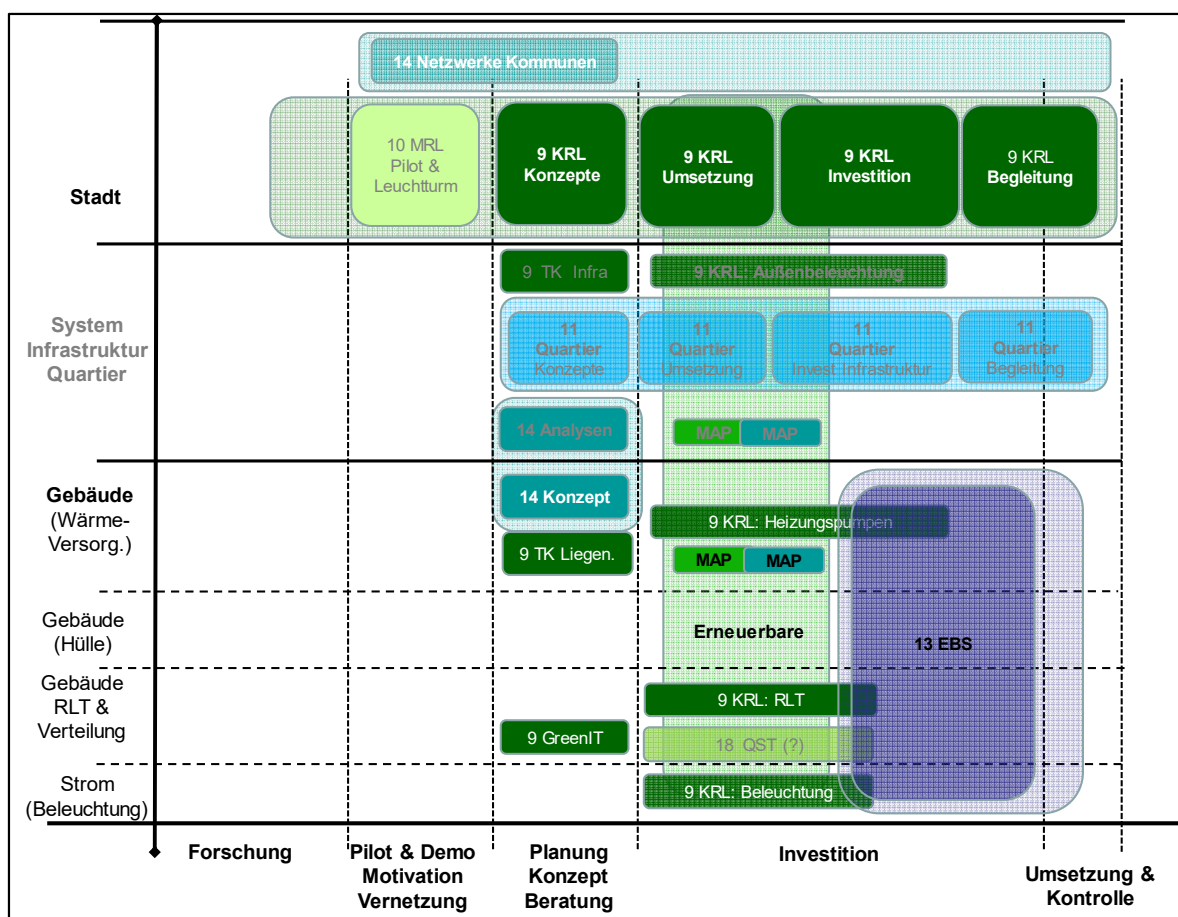 14 Netzwerke Kommunen
Stadt
10 MRL
Pilot &
Leuchtturm
9 KRL
Konzepte
9 KRL
Umsetzung
9 KRL
Investition
9 KRL
Begleitung
System
Infrastruktur
Quartier
9 TK Infra
9 KRL: Außenbeleuchtung
11
Quartier
Konzepte
11
Quartier
Umsetzung
11
Quartier
Invest Infrastruktur
11
Quartier
Begleitung
14 Analysen
MAP
MAP
Gebäude
(Wärme-
Versorg.)
14 Konzept
9 KRL: Heizungspumpen
9 TK Liegen.
MAP
MAP
Gebäude
(Hülle)
Erneuerbare
13 EBS
Gebäude
RLT &
Verteilung
9 KRL: RLT
9 GreenIT
18 QST (?)
Strom
(Beleuchtung)
9 KRL: Beleuchtung
Forschung
Pilot & Demo
Motivation
Vernetzung
Planung
Konzept
Beratung
Investition
Umsetzung &
Kontrolle